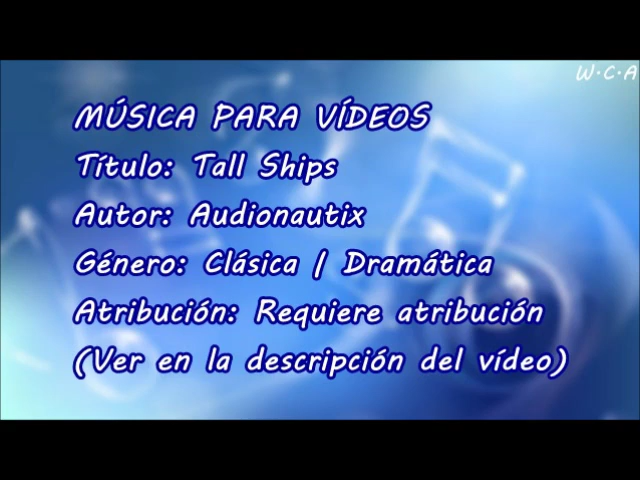 W.C.A
MÚSICA PARA VÍDEOS
Título: Tall Ships
Autor: Audionautix
Género: Clásica / Dramática
Atribución: Requiere atribución
(Ver en la descripción del vídeo)